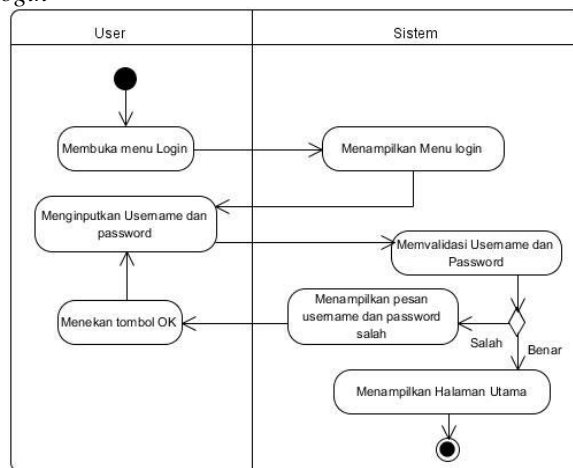 ogin
User
Sistem
Membuka menu Login
Menampilkan Menu login
Menginputkan Username dan
password
Memvalidasi Username dan
Password
Menampilkan pesan
username dan password
salah
Menekan tombol OK
Salah
Benar
Menampilkan Halaman Utama